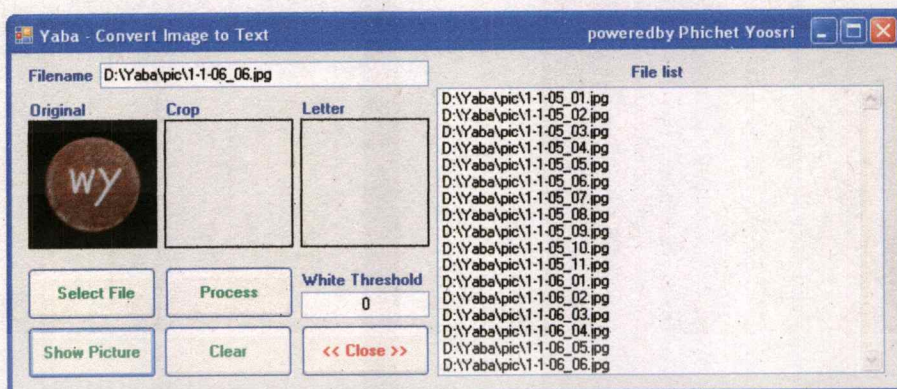 Yaba - Convert Image to Text
poweredby Phichet Yoosri
Filename D:\Yaba\pic\1-1-06_06.jpg
Original
Crop
Letter
wy
Select File
Process
White Threshold
0
Show Picture
Clear
<< Close >>
File list
D:\Yaba\pic\1-1-05_01.jpg
D:\Yaba\pic\1-1-05_02.jpg
D:\Yaba\pic\1-1-05_03.jpg
D:\Yaba\pic\1-1-05_04.jpg
D:\Yaba\pic\1-1-05_05.jpg
D:\Yaba\pic\1-1-05_06.jpg
D:\Yaba\pic\1-1-05_07.jpg
D:\Yaba\pic\1-1-05_08.jpg
D:\Yaba\pic\1-1-05_09.jpg
D:\Yaba\pic\1-1-05_10.jpg
D:\Yaba\pic\1-1-05_11.jpg
D:\Yaba\pic\1-1-06_01.jpg
D:\Yaba\pic\1-1-06_02.jpg
D:\Yaba\pic\1-1-06_03.jpg
D:\Yaba\pic\1-1-06_04.jpg
D:\Yaba\pic\1-1-06_05.jpg
D:\Yaba\pic\1-1-06_06.jpg